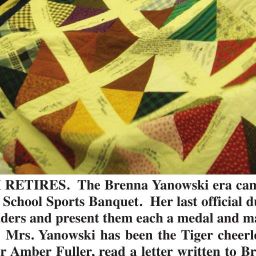 RETIRES. The Brenna Yanowski era cam
School Sports Banquet. Her last official du
ders and present them each a medal and ma
Mrs. Yanowski has been the Tiger cheerle
r Amber Fuller, read a letter written to Br